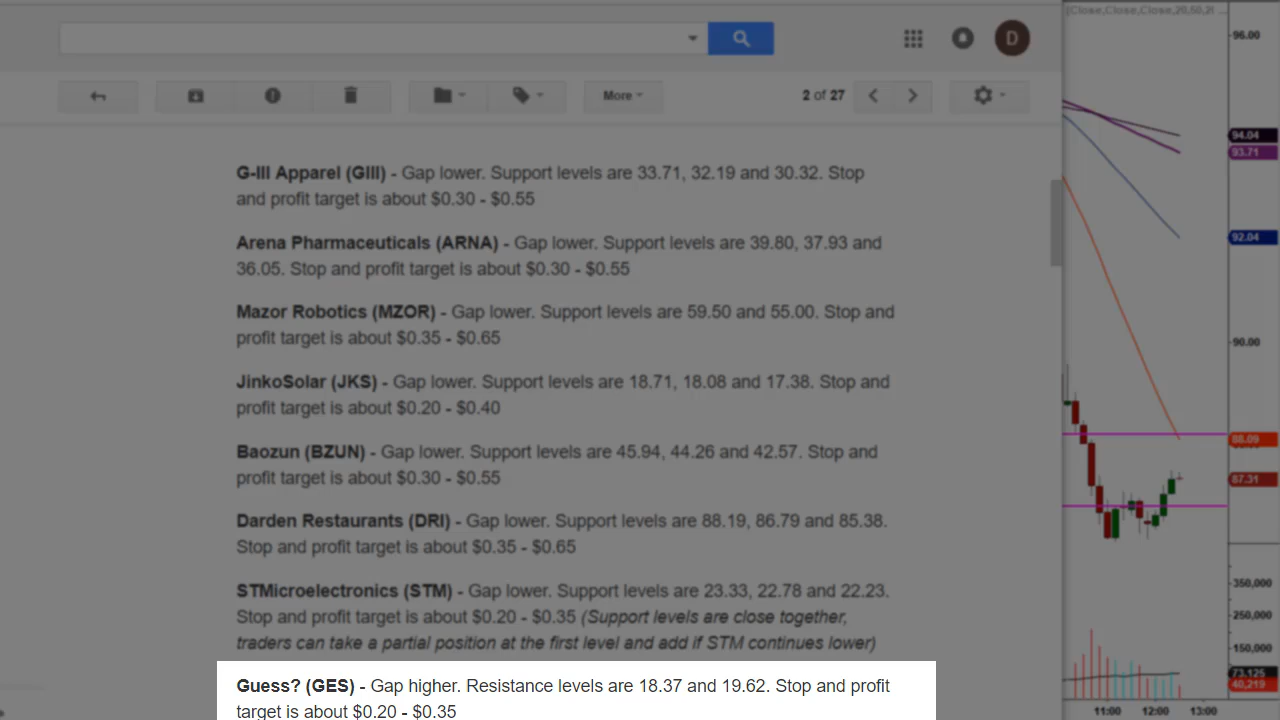 |Close,Close,Close,20,50,20 ...
96.00
D
More
2 of 27
94.04
93.71
G-III Apparel (GIII) - Gap lower. Support levels are 33.71, 32.19 and 30.32. Stop
and profit target is about $0.30 - $0.55
Arena Pharmaceuticals (ARNA) - Gap lower. Support levels are 39.80, 37.93 and
36.05. Stop and profit target is about $0.30 - $0.55
92.04
Mazor Robotics (MZOR) - Gap lower. Support levels are 59.50 and 55.00. Stop and
profit target is about $0.35 - $0.65
90.00
JinkoSolar (JKS) - Gap lower. Support levels are 18.71, 18.08 and 17.38. Stop and
profit target is about $0.20 - $0.40
88.09
Baozun (BZUN) - Gap lower. Support levels are 45.94, 44.26 and 42.57. Stop and
profit target is about $0.30 - $0.55
87.31
Darden Restaurants (DRI) - Gap lower. Support levels are 88.19, 86.79 and 85.38.
Stop and profit target is about $0.35 - $0.65
STMicroelectronics (STM) - Gap lower. Support levels are 23.33, 22.78 and 22.23.
Stop and profit target is about $0.20 - $0.35 (Support levels are close together,
traders can take a partial position at the first level and add if STM continues lower)
350,000
250,000
150,000
73,125
40,219
Guess? (GES) - Gap higher. Resistance levels are 18.37 and 19.62. Stop and profit
target is about $0.20 - $0.35
11:00 12:00 13:00